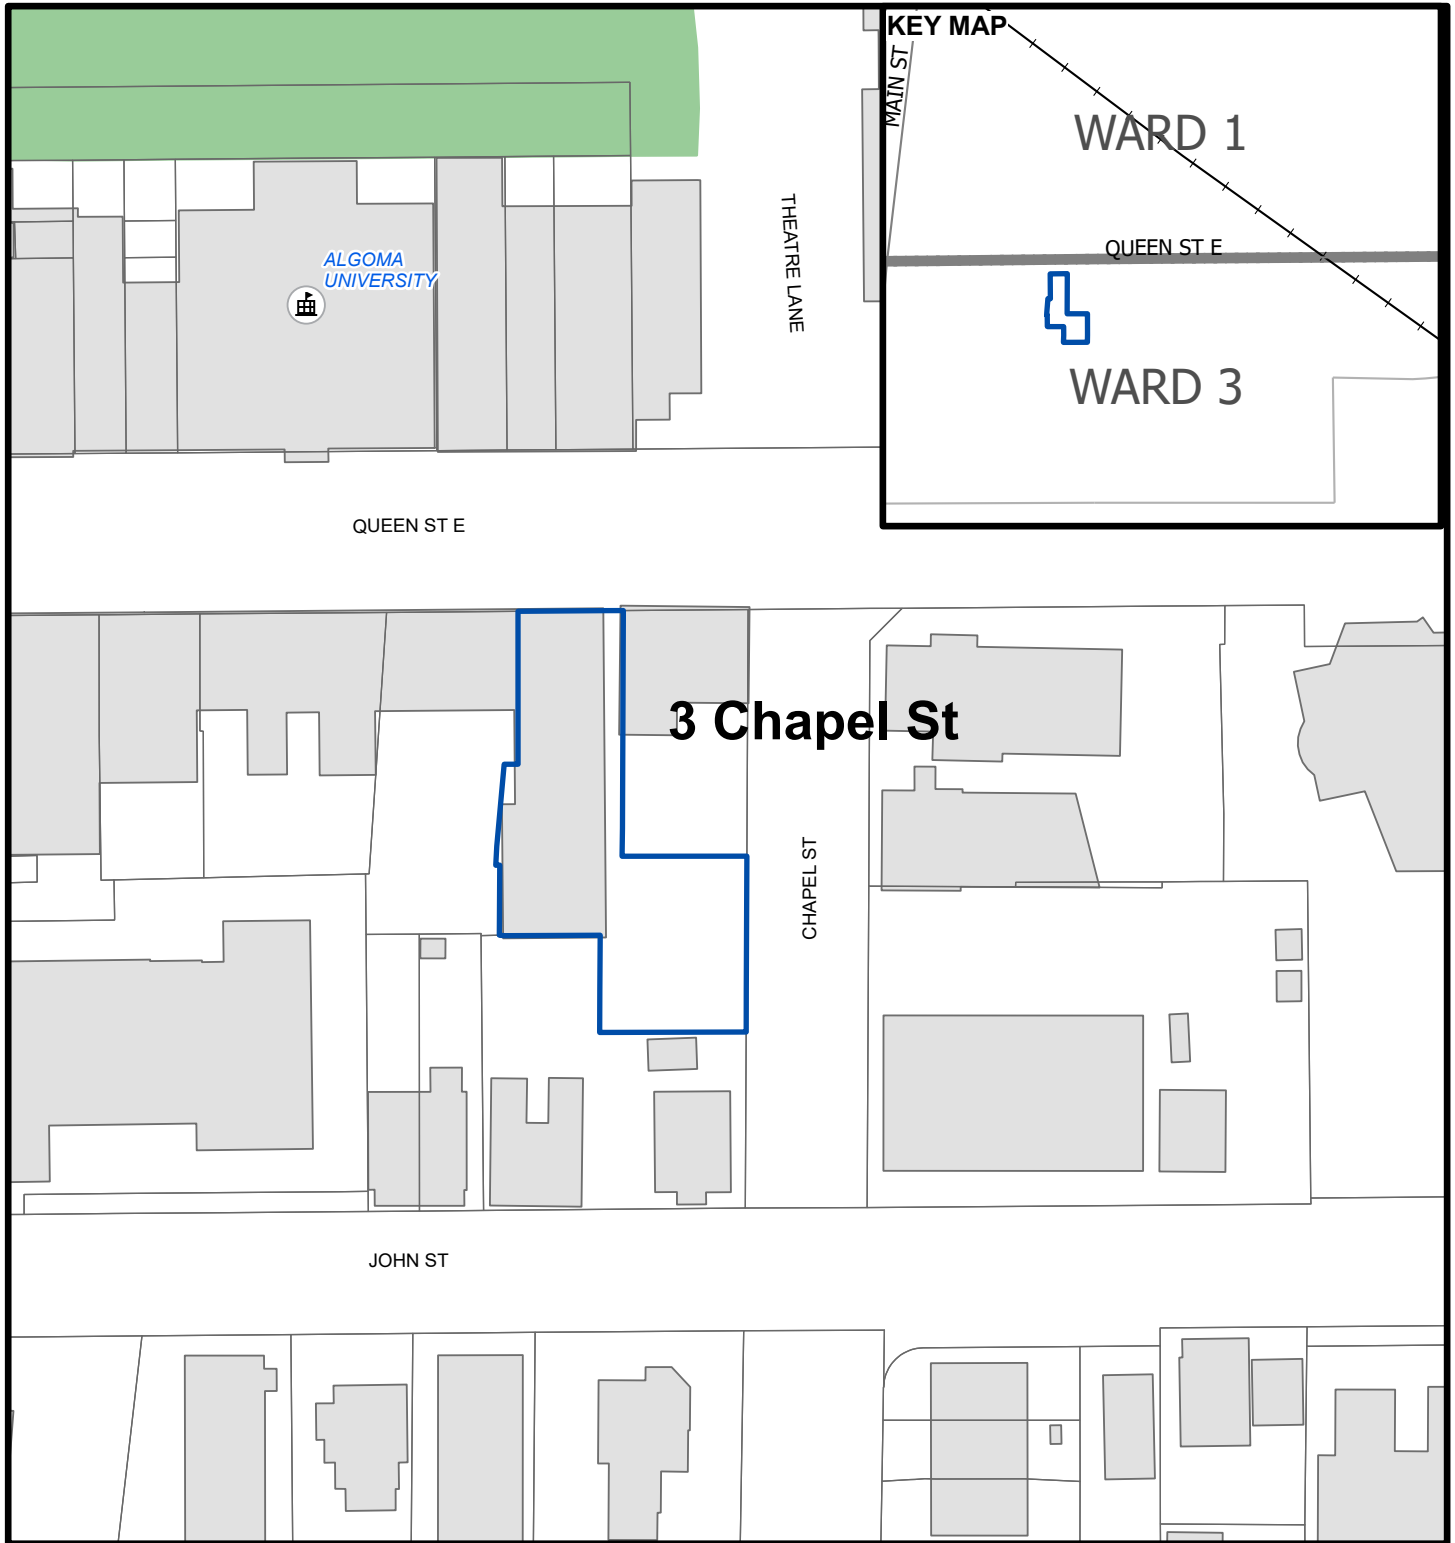 KEY MAP
MAIN ST
WARD 1
QUEEN ST E
WARD 3
THEATRE LANE
ALGOMA
UNIVERSITY
QUEEN ST E
3 Chapel St
CHAPEL ST
JOHN ST